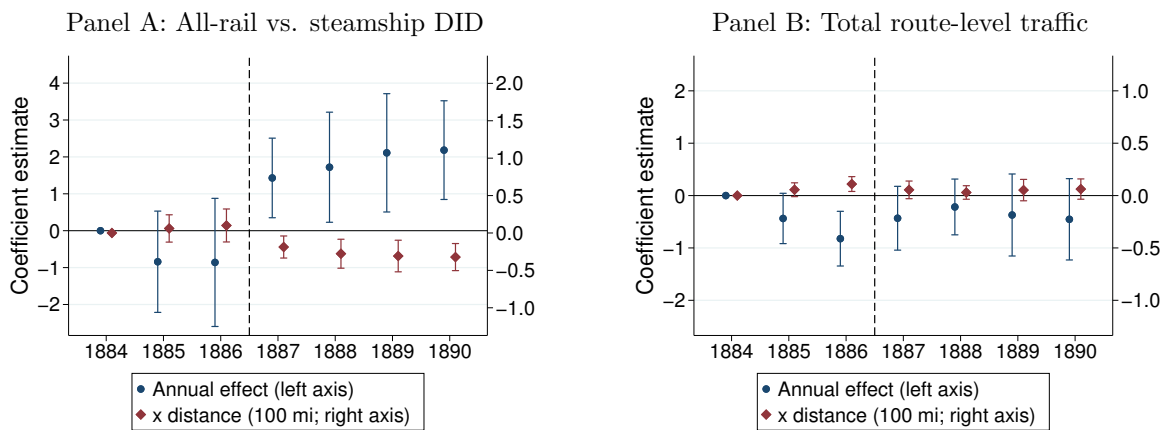 Panel A: All-rail vs. steamship DID
Coefficient estimate
4
3
2
1
0
−1
−2
2.0
1.5
1.0
0.5
0.0
−0.5
−1.0
1884 1885 1886 1887 1888 1889 1890
Annual effect (left axis)
x distance (100 mi; right axis)
Panel B: Total route-level traffic
Coefficient estimate
2
1
0
−1
−2
1.0
0.5
0.0
−0.5
−1.0
1884 1885 1886 1887 1888 1889 1890
Annual effect (left axis)
x distance (100 mi; right axis)